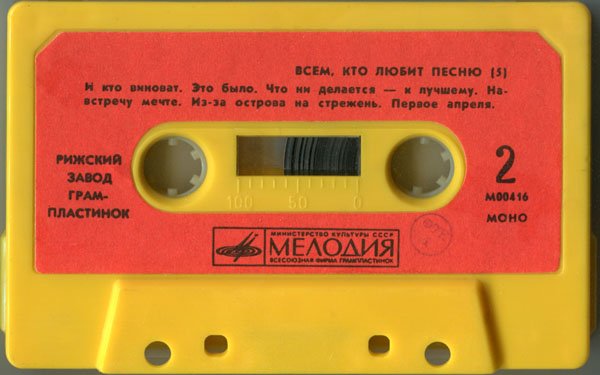 ВСЕМ, КТО ЛЮБИТ ПЕСНЮ (5)
И кто виноват. Это было. Что ни делается — к лучшему. На-
встречу мечте. Из-за острова на стрежень. Первое апреля.
РИЖСКИЙ
ЗАВОД
ГРАМ-
ПЛАСТИНОК
100 50 0
2
М00416
МОНО
МИНИСТЕРСТВО КУЛЬТУРЫ СССР
МЕЛОДИЯ
ВСЕСОЮЗНАЯ ФИРМА ГРАМПЛАСТИНОК